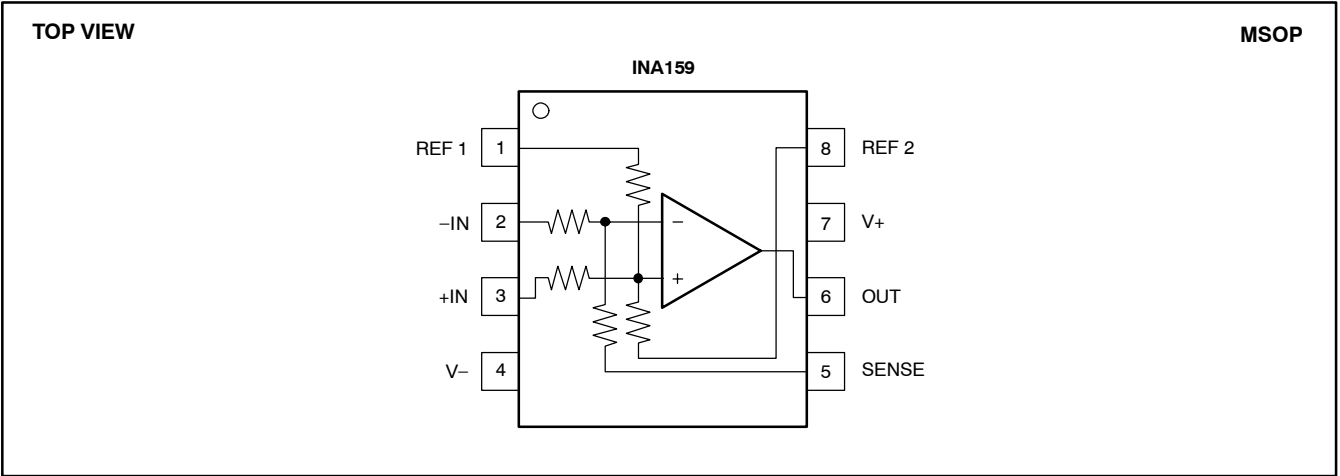 TOP VIEW
MSOP
INA159
REF 1
1
8
REF 2
−IN
2
−
7
V+
+IN
3
+
6
OUT
V−
4
5
SENSE